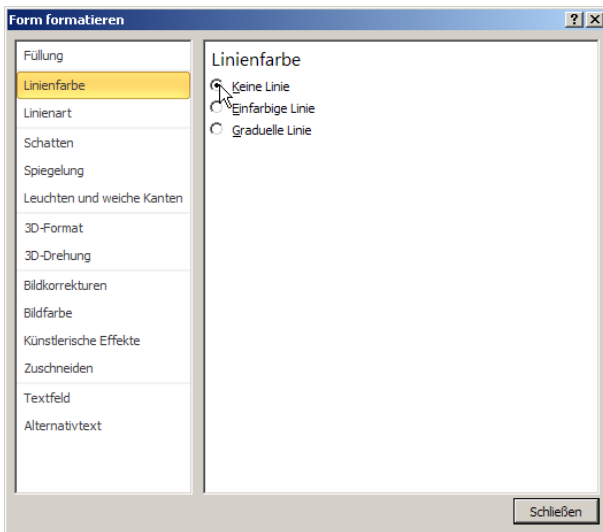 Form formatieren
Füllung
Linienfarbe
Linienart
Schatten
Spiegelung
Leuchten und weiche Kanten
3D-Format
3D-Drehung
Bildkorrekturen
Bildfarbe
Künstlerische Effekte
Zuschneiden
Textfeld
Alternativtext
Linienfarbe
Keine Linie
Einfarbige Linie
Graduelle Linie
Schließen